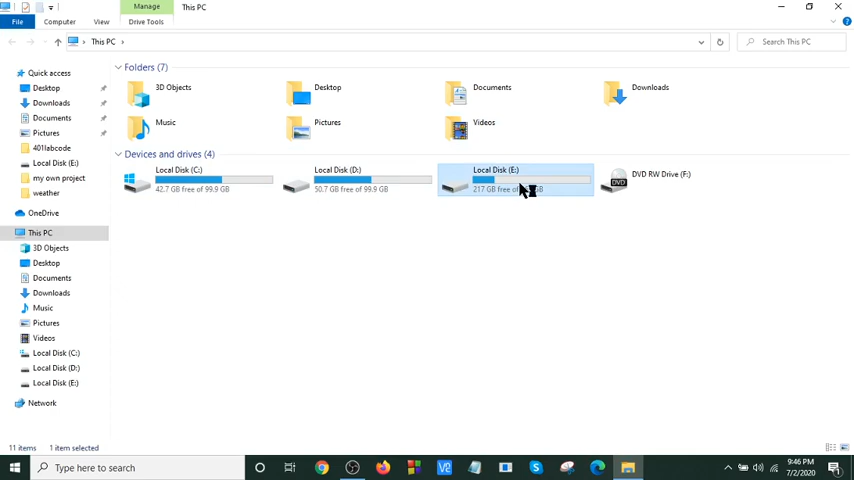 Manage
This PC
File
Computer
View
Drive Tools
This PC
Search This PC
Quick access
Desktop
Downloads
Documents
Pictures
401labcode
Local Disk (E:)
my own project
weather
OneDrive
This PC
3D Objects
Desktop
Documents
Downloads
Music
Pictures
Videos
Local Disk (C:)
Local Disk (D:)
Local Disk (E:)
Network
Folders (7)
3D Objects
Desktop
Documents
Downloads
Music
Pictures
Videos
Devices and drives (4)
Local Disk (C:)
42.7 GB free of 99.9 GB
Local Disk (D:)
50.7 GB free of 99.9 GB
Local Disk (E:)
217 GB free of GB
DVD RW Drive (F:)
DVD
11 items
1 item selected
Type here to search
9:46 PM
7/2/2020